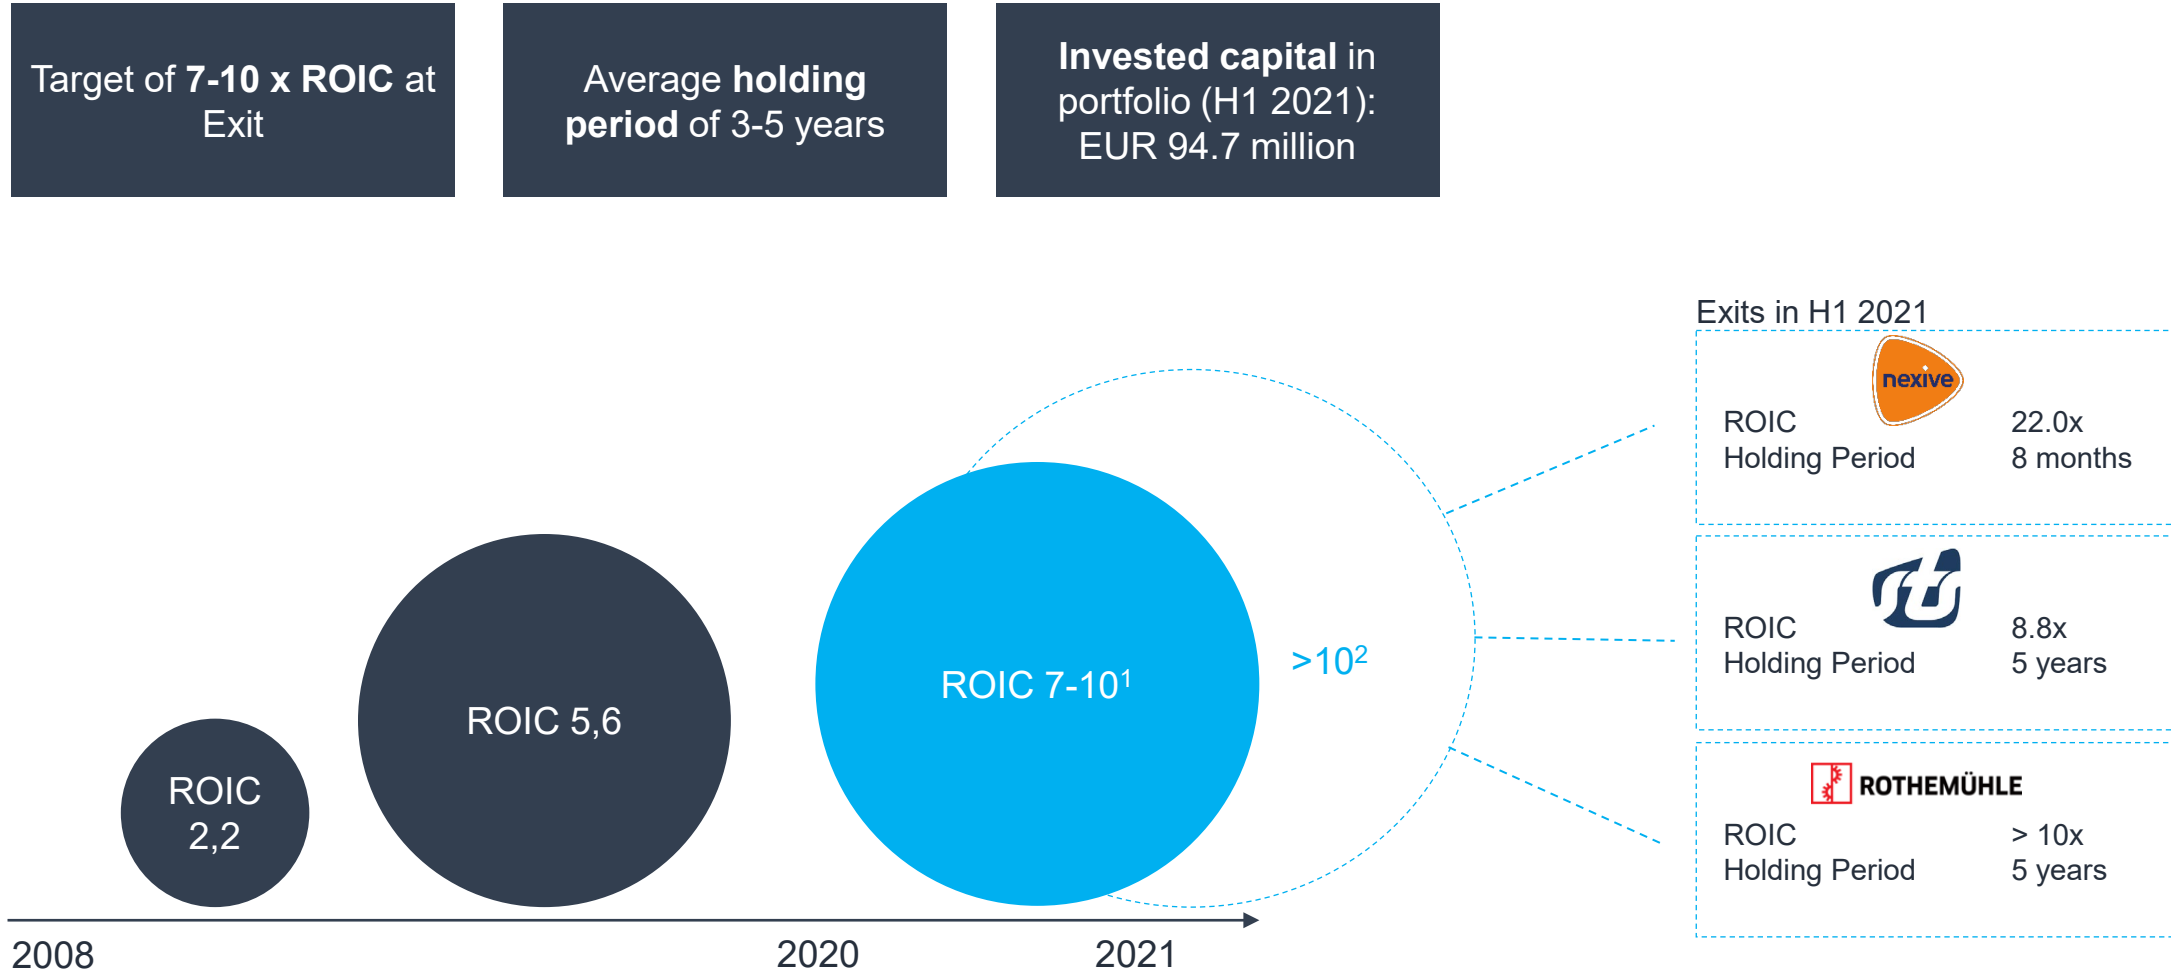 Target of 7-10 x ROIC at
Exit
Average holding
period of 3-5 years
Invested capital in
portfolio (H1 2021):
EUR 94.7 million
ROIC
2,2
ROIC 5,6
ROIC 7-10¹
>10²
2008
2020
2021
Exits in H1 2021
nexive
ROIC 22.0x
Holding Period 8 months
ROIC 8.8x
Holding Period 5 years
ROTHEMÜHLE
ROIC > 10x
Holding Period 5 years